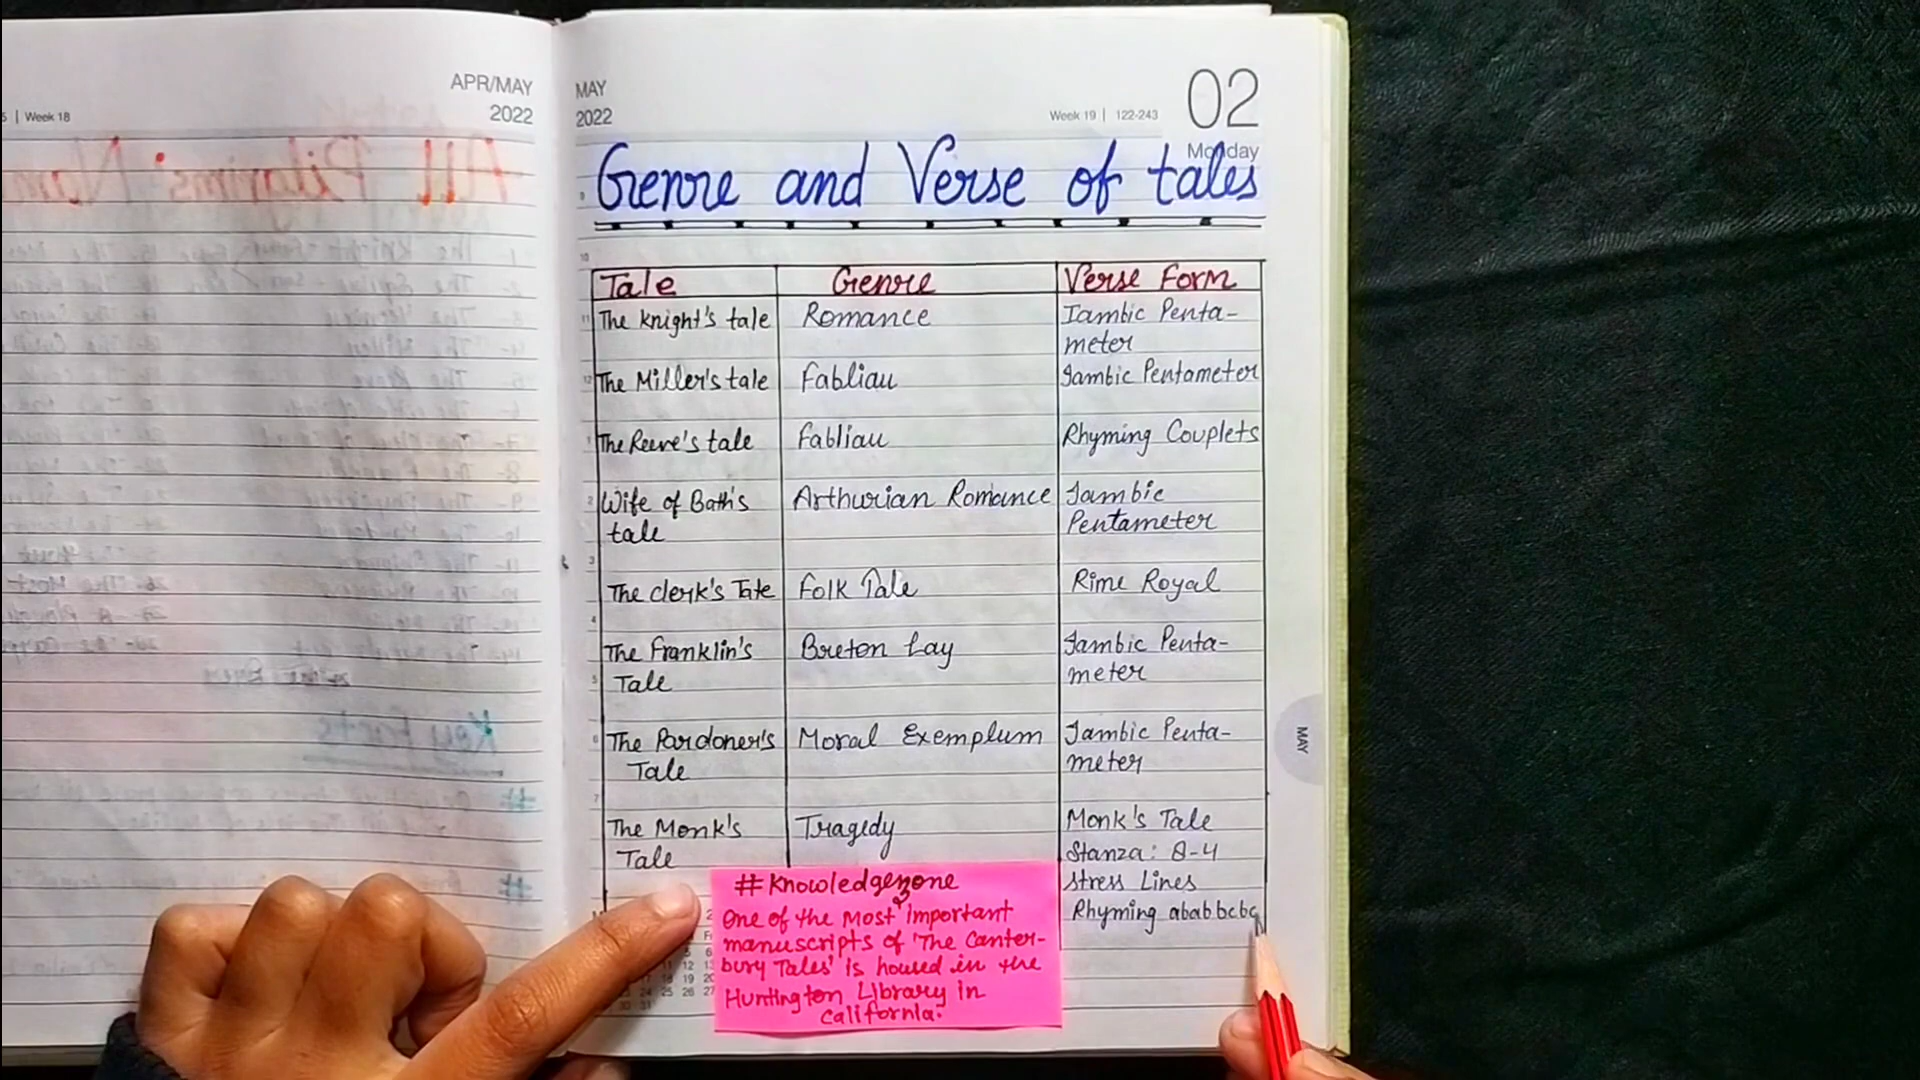 APR/MAY
2022
Week 18
MAY
2022
Week 19 | 122-243
02
Monday
Genre and Verse of tales
Tale Genre Verse Form
The Knight's tale Romance Iambic Penta-
meter
The Miller's tale Fabliau Iambic Pentameter
The Reeve's tale Fabliau Rhyming Couplets
Wife of Bath's Arthurian Romance Iambic
tale Pentameter
The Clerk's Tale Folk Tale Rime Royal
The Franklin's Breton Lay Iambic Penta-
Tale meter
The Pardoner's Moral Exemplum Iambic Penta-
Tale meter
The Monk's Tragedy Monk's Tale
Tale Stanza: 8-4
Stress Lines
Rhyming ababbcbc
#Knowledgezone
One of the most important
manuscripts of 'The Canter-
bury Tales' is housed in the
Huntington Library in
California.
MAY